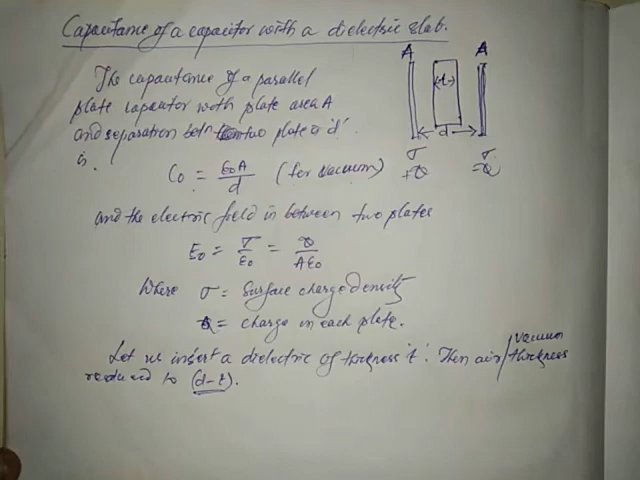 Capacitance of a capacitor with a dielectric slab.
The capacitance of a parallel
plate capacitor with plate area A
and separation betn two plate is 'd'
is.
C₀ = ε₀A/d (for vacuum)
A A
t
d
σ σ
+Q -Q
and the electric field in between two plates
E₀ = σ/ε₀ = Q/Aε₀
Where σ = Surface charge density
Q = charge in each plate.
Let us insert a dielectric of thickness 't'. Then air/vacuum thickness
reduced to (d-t).